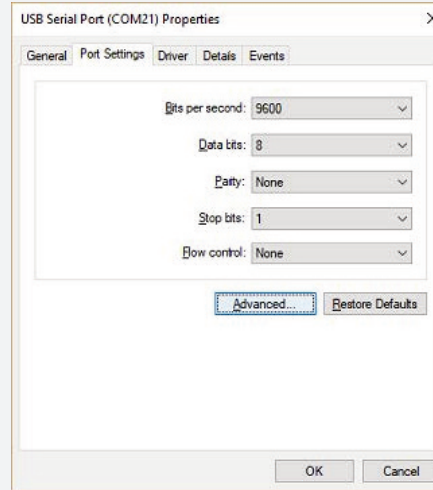 USB Serial Port (COM21) Properties
General Port Settings Driver Details Events
Bits per second: 9600
Data bits: 8
Parity: None
Stop bits: 1
Flow control: None
Advanced... Restore Defaults
OK Cancel